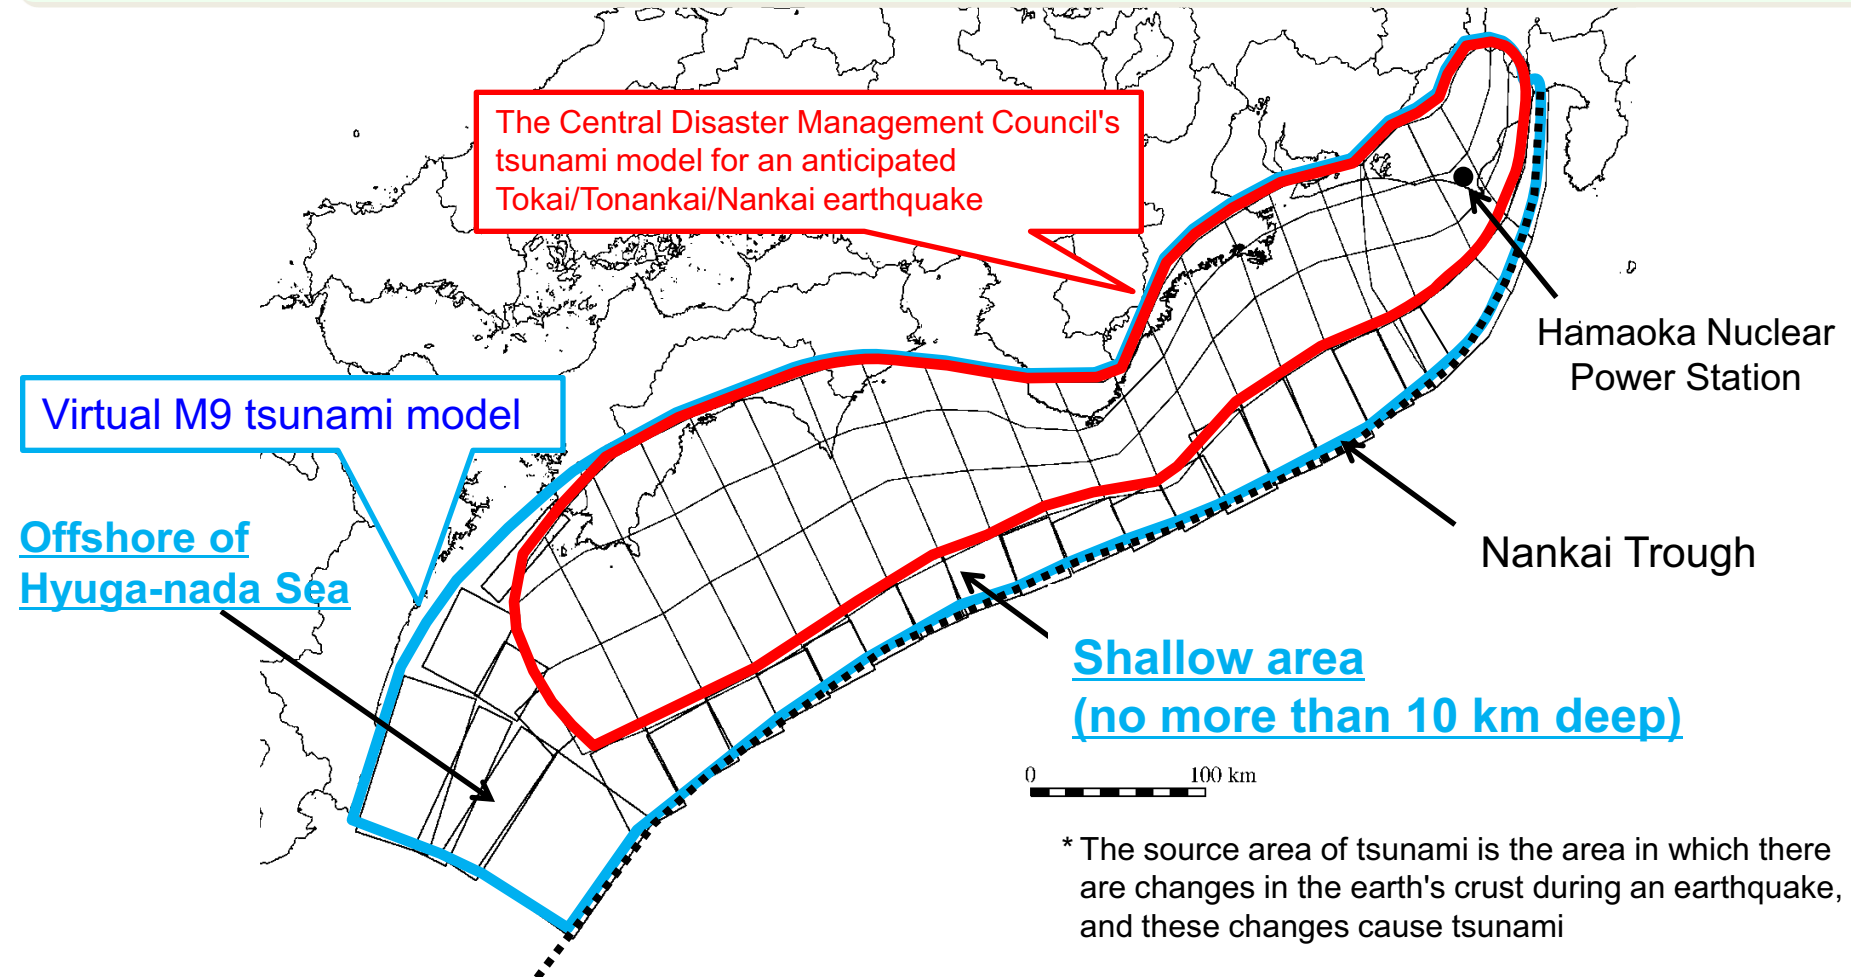 The Central Disaster Management Council's
tsunami model for an anticipated
Tokai/Tonankai/Nankai earthquake
Hamaoka Nuclear
Power Station
Virtual M9 tsunami model
Offshore of
Hyuga-nada Sea
Nankai Trough
Shallow area
(no more than 10 km deep)
0 100 km
* The source area of tsunami is the area in which there
are changes in the earth's crust during an earthquake,
and these changes cause tsunami